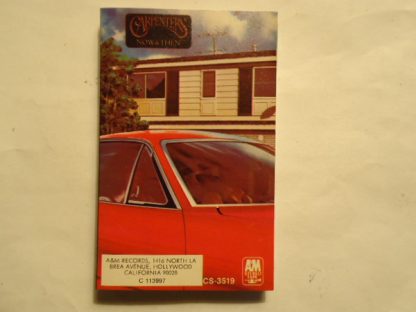 CARPENTERS
NOW & THEN
A&M RECORDS, 1416 NORTH LA
BREA AVENUE, HOLLYWOOD
CALIFORNIA 90028
C 113997
CS-3519
A&M